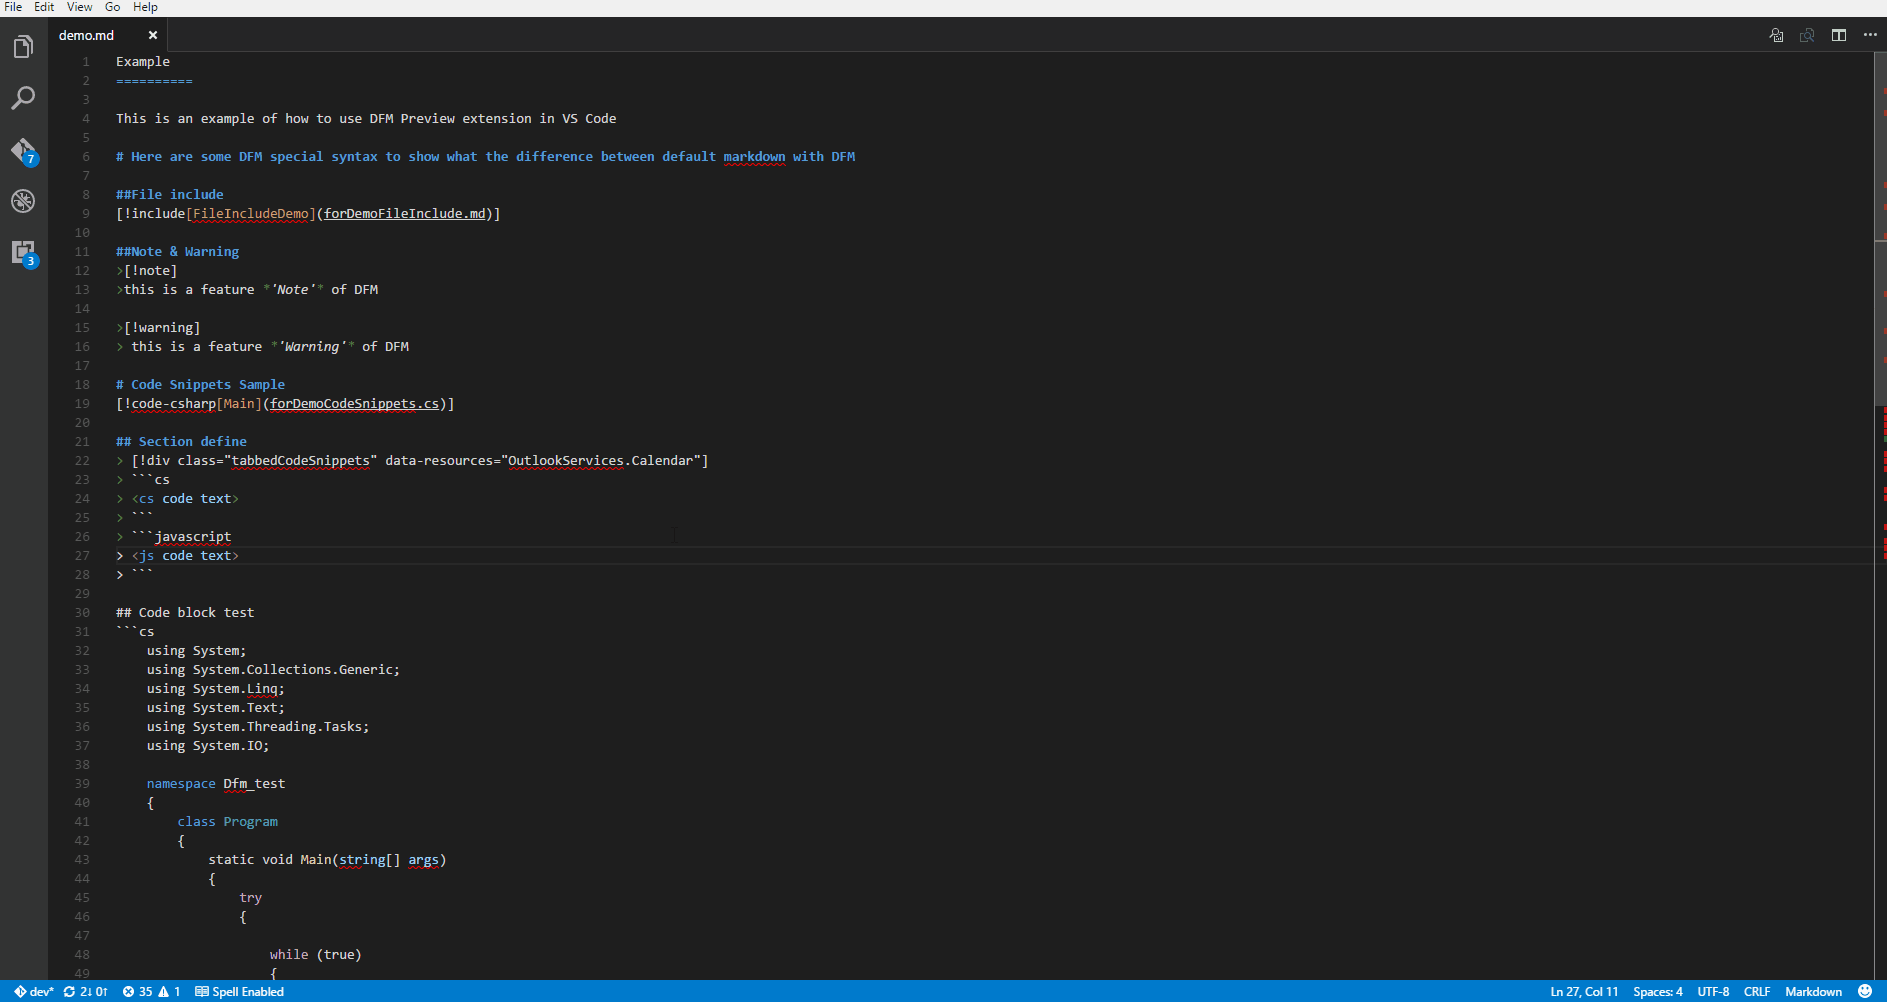 File Edit View Go Help
demo.md
1 Example
2 ==========
3
4 This is an example of how to use DFM Preview extension in VS Code
5
6 # Here are some DFM special syntax to show what the difference between default markdown with DFM
7
8 ##File include
9 [!include[FileIncludeDemo](forDemoFileInclude.md)]
10
11 ##Note & Warning
12 >[!note]
13 >this is a feature *'Note'* of DFM
14
15 >[!warning]
16 > this is a feature *'Warning'* of DFM
17
18 # Code Snippets Sample
19 [!code-csharp[Main](forDemoCodeSnippets.cs)]
20
21 ## Section define
22 > [!div class="tabbedCodeSnippets" data-resources="OutlookServices.Calendar"]
23 > ```cs
24 > <cs code text>
25 > ```
26 > ```javascript
27 > <js code text>
28 > ```
29
30 ## Code block test
31 ```cs
32     using System;
33     using System.Collections.Generic;
34     using System.Linq;
35     using System.Text;
36     using System.Threading.Tasks;
37     using System.IO;
38
39     namespace Dfm_test
40     {
41         class Program
42         {
43             static void Main(string[] args)
44             {
45                 try
46                 {
47
48                     while (true)
49                     {
7
3
dev* 2↓ 0↑ 35 1 Spell Enabled Ln 27, Col 11 Spaces: 4 UTF-8 CRLF Markdown